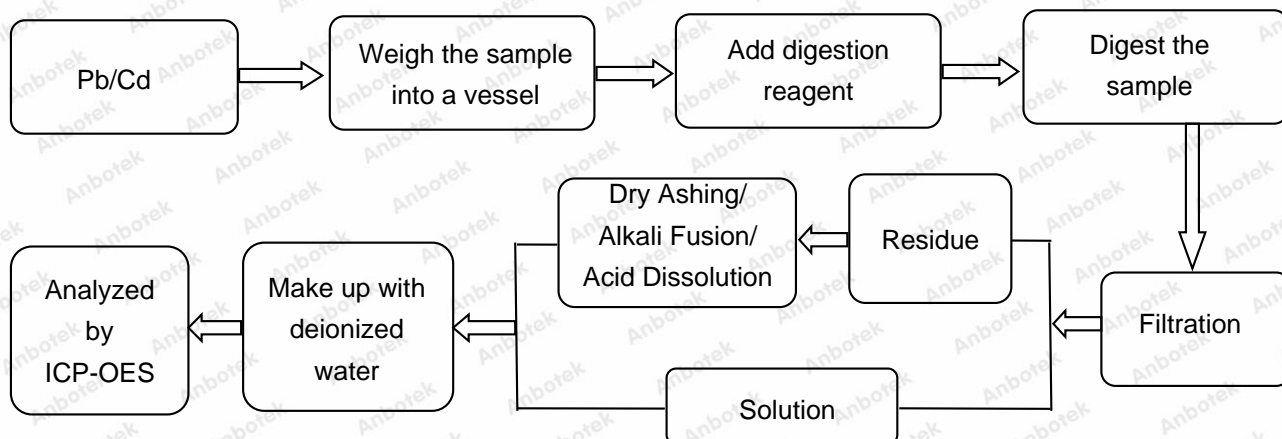 Pb/Cd
Weigh the sample
into a vessel
Add digestion
reagent
Digest the
sample
Filtration
Residue
Dry Ashing/
Alkali Fusion/
Acid Dissolution
Solution
Make up with
deionized
water
Analyzed
by
ICP-OES
Anbotek